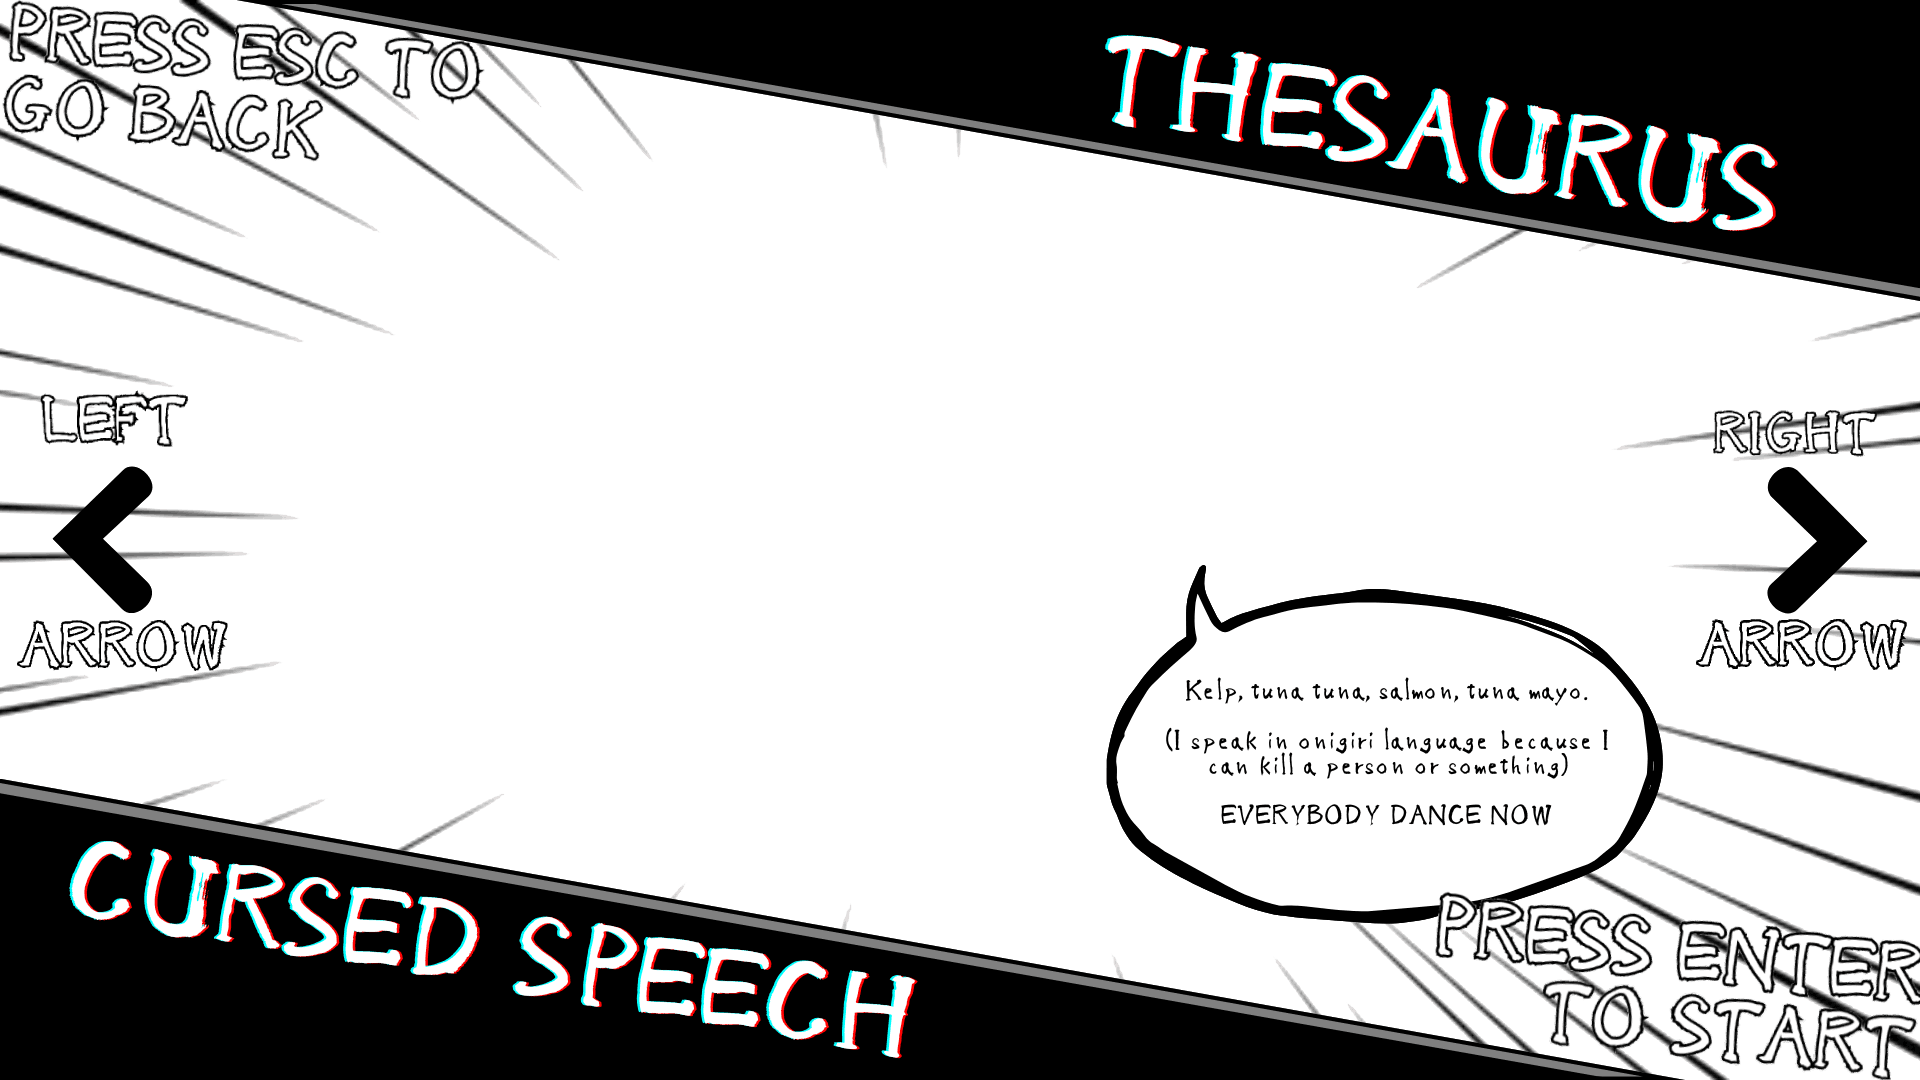 PRESS ESC TO
GO BACK
THESAURUS
LEFT
ARROW
RIGHT
ARROW
Kelp, tuna tuna, salmon, tuna mayo.
(I speak in onigiri language because I
can kill a person or something)
EVERYBODY DANCE NOW
CURSED SPEECH
PRESS ENTER
TO START